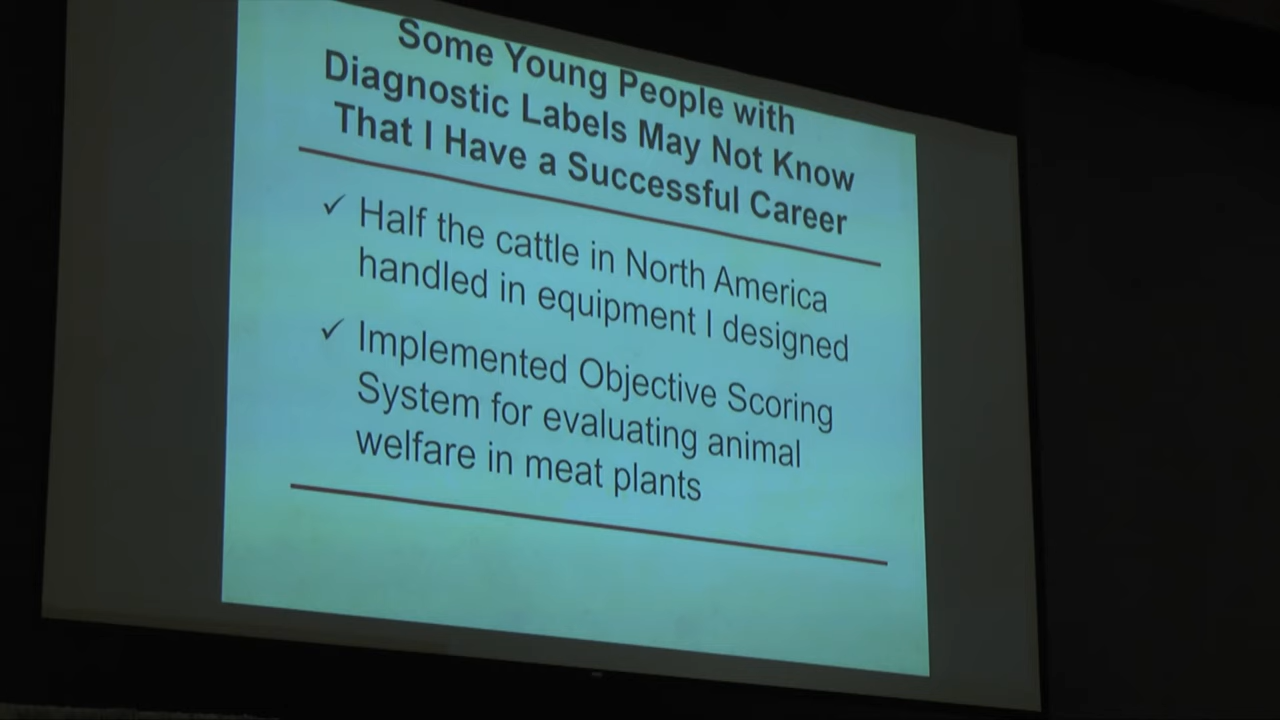 Some Young People with
Diagnostic Labels May Not Know
That I Have a Successful Career
✓ Half the cattle in North America
handled in equipment I designed
✓ Implemented Objective Scoring
System for evaluating animal
welfare in meat plants